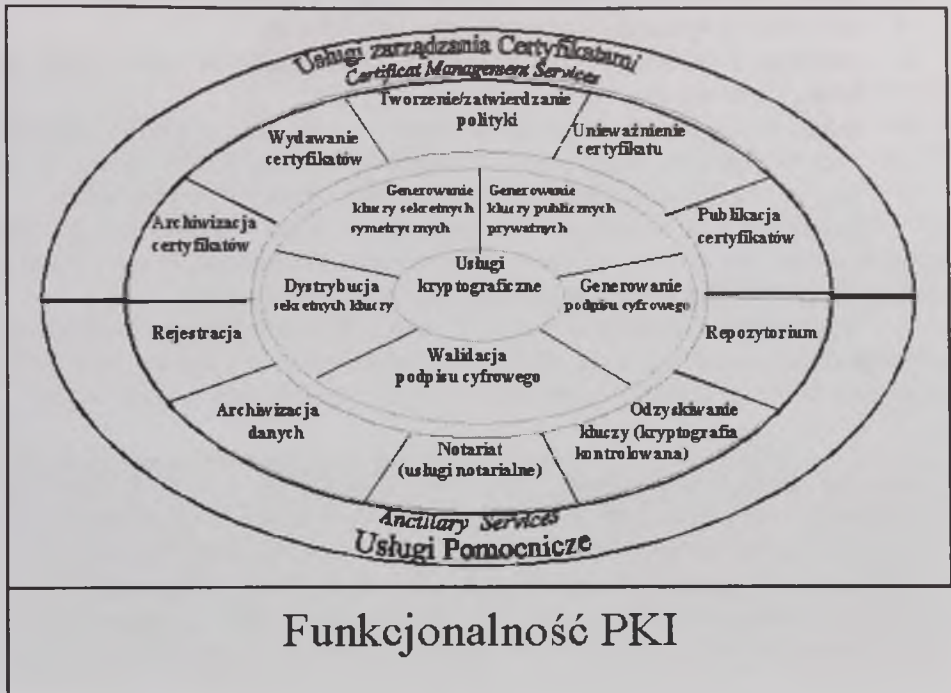 Usługi zarządzania Certyfikatami
Certificat Management Services
Tworzenie/zatwierdzanie
polityki
Wydawanie
certyfikatów
Unieważnienie
certyfikatu
Archiwizacja
certyfikatów
Publikacja
certyfikatów
Generowanie
kluczy sekretnych
symetrycznych
Generowanie
kluczy publicznych
prywatnych
Usługi
kryptograficzne
Dystrybucja
sekretnych kluczy
Generowanie
podpisu cyfrowego
Walidacja
podpisu cyfrowego
Rejestracja
Repozytorium
Archiwizacja
danych
Notariat
(usługi notarialne)
Odzyskiwanie
kluczy (kryptografia
kontrolowana)
Ancillary Services
Usługi Pomocnicze
Funkcjonalność PKI